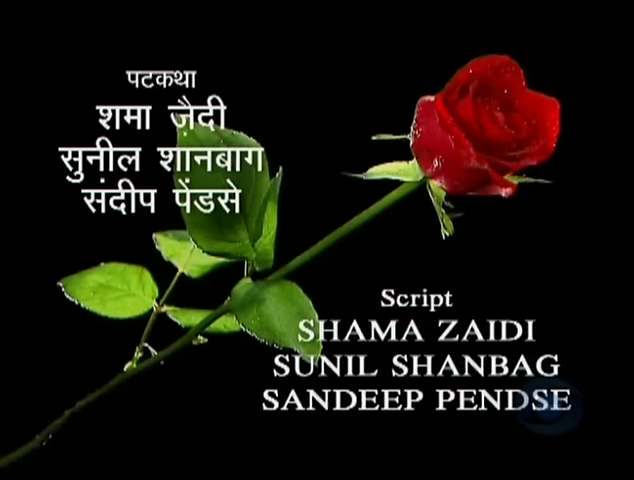 पटकथा
शमा ज़ैदी
सुनील शानबाग
संदीप पेंडसे
Script
SHAMA ZAIDI
SUNIL SHANBAG
SANDEEP PENDSE